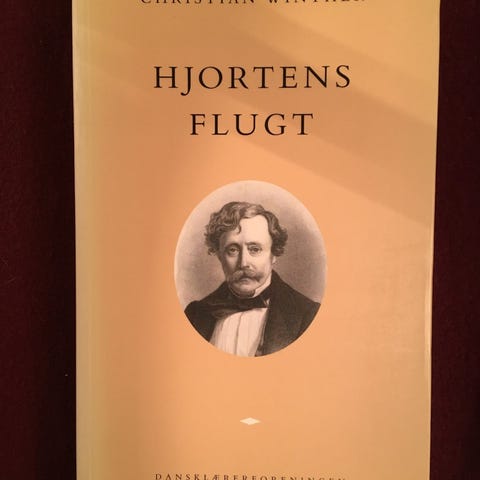 CHRISTIAN WINTHER
HJORTENS
FLUGT
DANSKLÆRERFORENINGEN